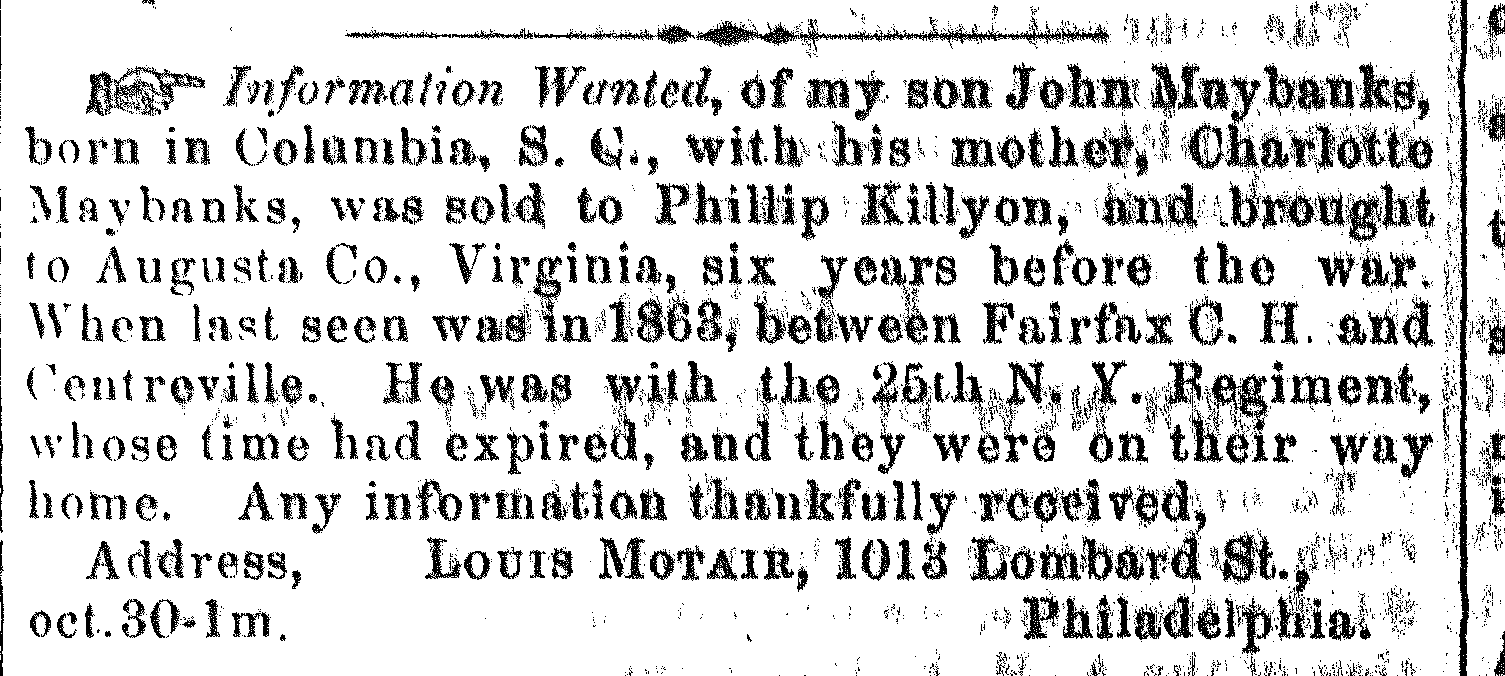 ☞ Information Wanted, of my son John Maybanks,
born in Columbia, S. C., with his mother, Charlotte
Maybanks, was sold to Phillip Killyon, and brought
to Augusta Co., Virginia, six years before the war.
When last seen was in 1863, between Fairfax C. H. and
Centreville. He was with the 25th N. Y. Regiment,
whose time had expired, and they were on their way
home. Any information thankfully received,
Address, LOUIS MOTAIR, 1013 Lombard St.,
oct.30-1m. Philadelphia.